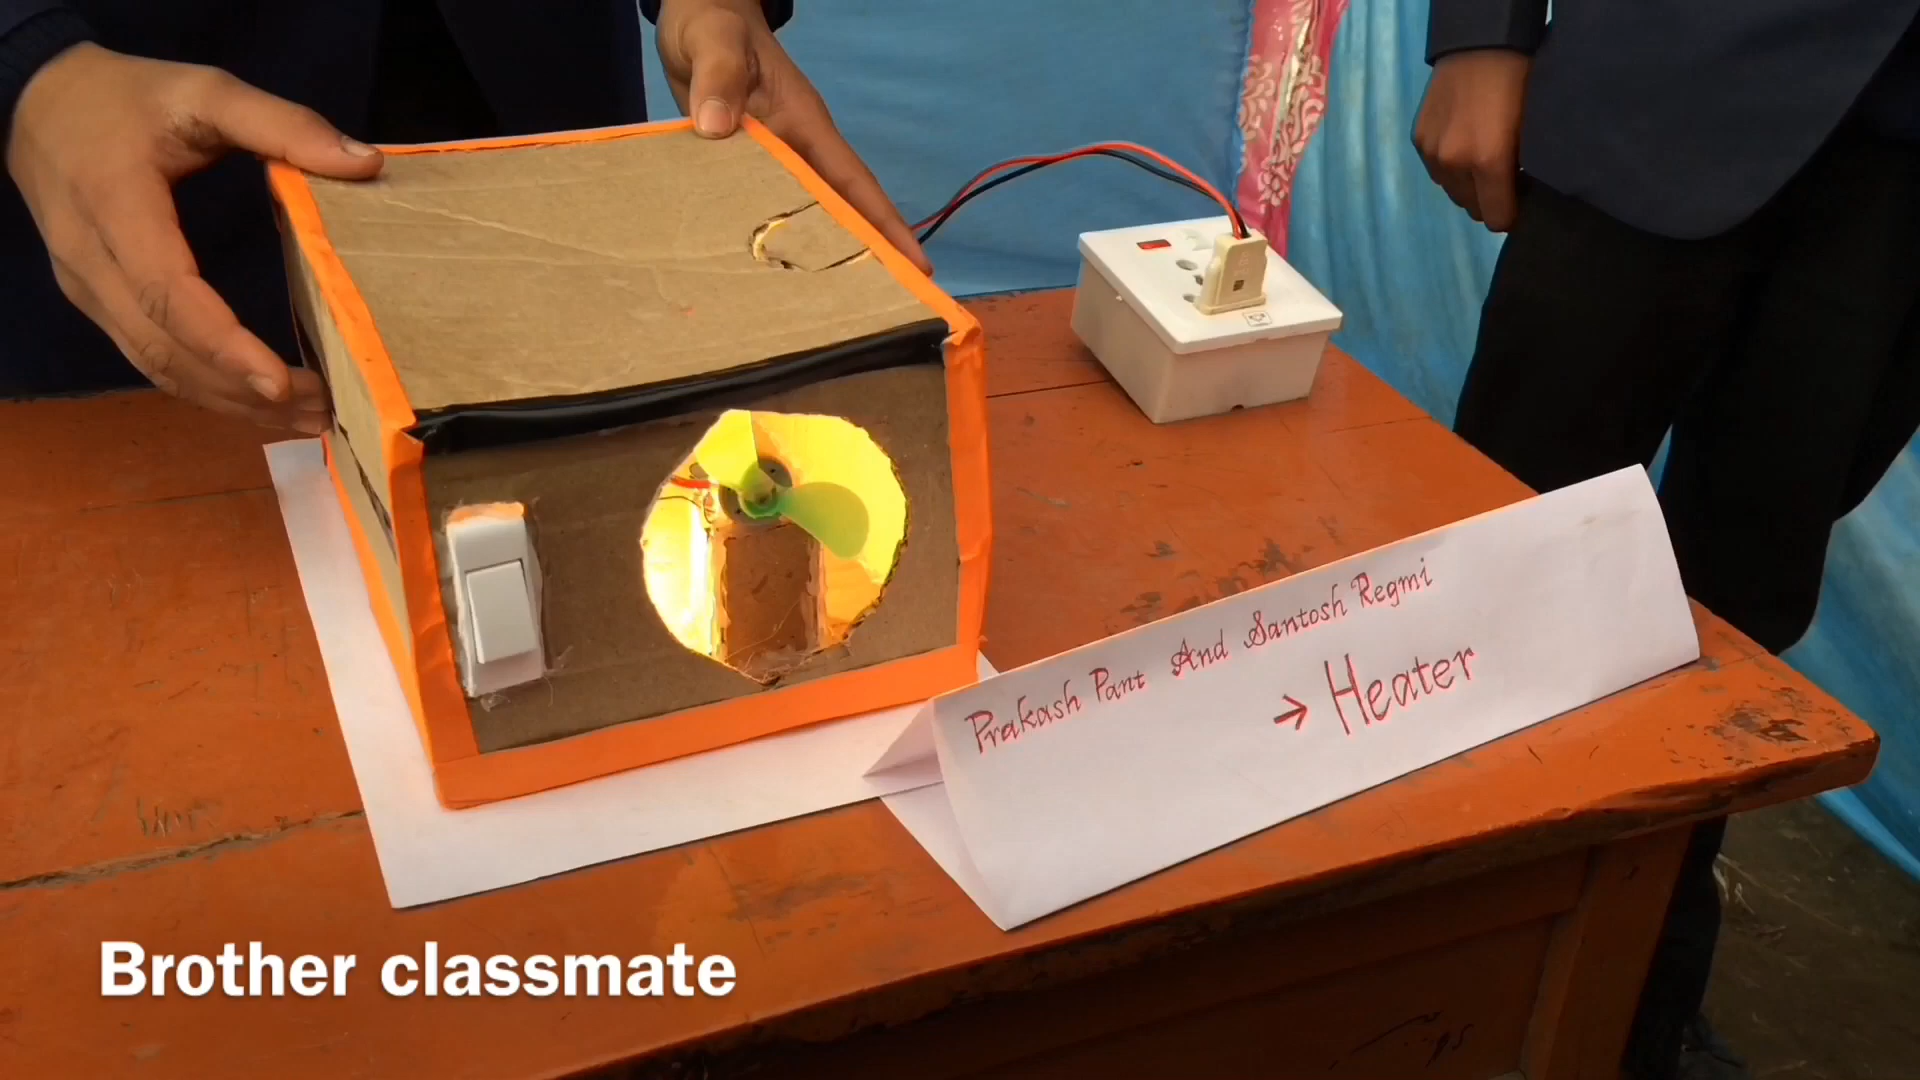 Prakash Pant And Santosh Regmi
→ Heater
Brother classmate